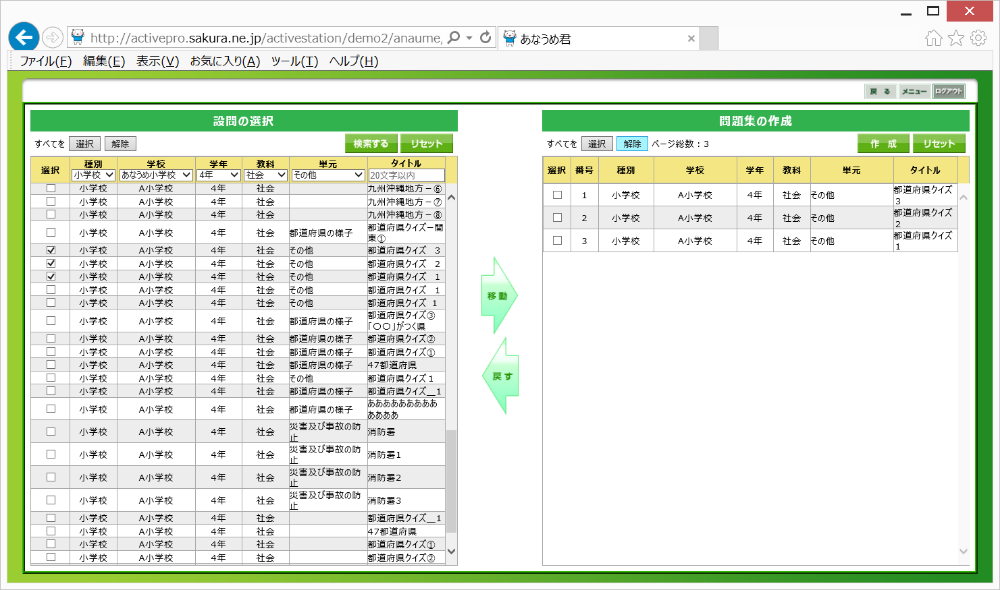 http://activepro.sakura.ne.jp/activestation/demo2/anaume,
あなうめ君
ファイル(F) 編集(E) 表示(V) お気に入り(A) ツール(T) ヘルプ(H)
戻 る メニュー ログアウト
設問の選択
すべてを 選択 解除 検索する リセット
選択 種別 学校 学年 教科 単元 タイトル
小学校 あなうめ小学校 4年 社会 その他 20文字以内
小学校 A小学校 4年 社会 九州沖縄地方－⑥
小学校 A小学校 4年 社会 九州沖縄地方－⑦
小学校 A小学校 4年 社会 九州沖縄地方－⑧
小学校 A小学校 4年 社会 都道府県の様子 都道府県クイズー関
東①
小学校 A小学校 4年 社会 その他 都道府県クイズ　3
小学校 A小学校 4年 社会 その他 都道府県クイズ　2
小学校 A小学校 4年 社会 その他 都道府県クイズ　1
小学校 A小学校 4年 社会 その他 都道府県クイズ　1
小学校 A小学校 4年 社会 その他 都道府県クイズ 1
小学校 A小学校 4年 社会 都道府県の様子 都道府県クイズ③
「〇〇」がつく県
小学校 A小学校 4年 社会 都道府県の様子 都道府県クイズ②
小学校 A小学校 4年 社会 都道府県の様子 都道府県クイズ①
小学校 A小学校 4年 社会 都道府県の様子 47都道府県
小学校 A小学校 4年 社会 その他 都道府県クイズ１
小学校 A小学校 4年 社会 都道府県の様子 都道府県クイズ＿1
小学校 A小学校 4年 社会 都道府県の様子 あああああああああ
ああああ
小学校 A小学校 4年 社会 災害及び事故の防
止 消防署
小学校 A小学校 4年 社会 災害及び事故の防
止 消防署1
小学校 A小学校 4年 社会 災害及び事故の防
止 消防署2
小学校 A小学校 4年 社会 災害及び事故の防
止 消防署3
小学校 A小学校 4年 社会 都道府県クイズ＿1
小学校 A小学校 4年 社会 47都道府県
小学校 A小学校 4年 社会 都道府県クイズ①
小学校 A小学校 4年 社会 都道府県クイズ②
移動
戻す
問題集の作成
すべてを 選択 解除 ページ総数：3 作 成 リセット
選択 番号 種別 学校 学年 教科 単元 タイトル
1 小学校 A小学校 4年 社会 その他 都道府県クイズ
3
2 小学校 A小学校 4年 社会 その他 都道府県クイズ
2
3 小学校 A小学校 4年 社会 その他 都道府県クイズ
1